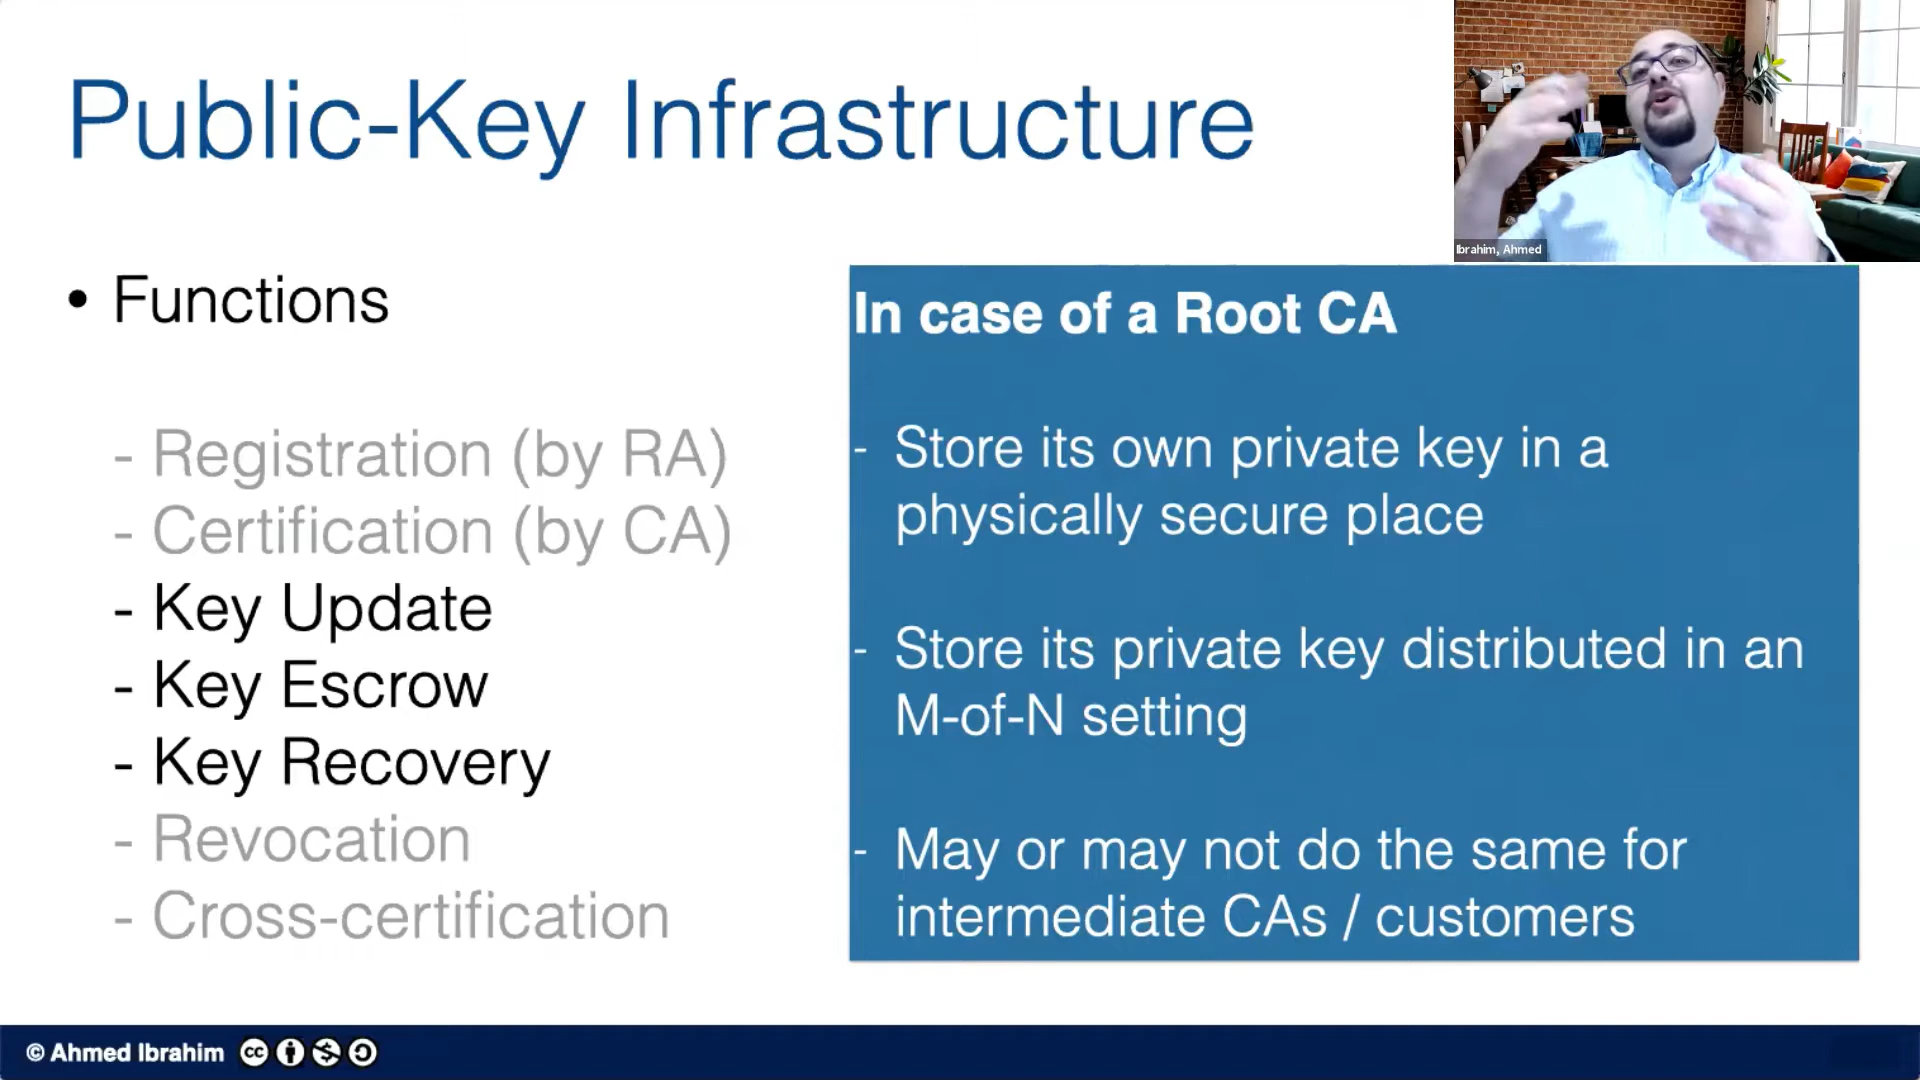 Public-Key Infrastructure
Ibrahim, Ahmed
• Functions
- Registration (by RA)
- Certification (by CA)
- Key Update
- Key Escrow
- Key Recovery
- Revocation
- Cross-certification
In case of a Root CA
- Store its own private key in a
physically secure place
- Store its private key distributed in an
M-of-N setting
- May or may not do the same for
intermediate CAs / customers
© Ahmed Ibrahim
cc